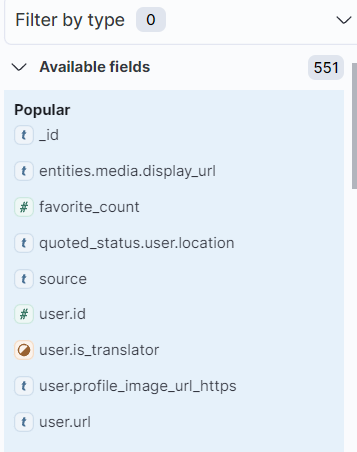 Filter by type 0
Available fields 551
Popular
t _id
t entities.media.display_url
# favorite_count
t quoted_status.user.location
t source
# user.id
user.is_translator
t user.profile_image_url_https
t user.url